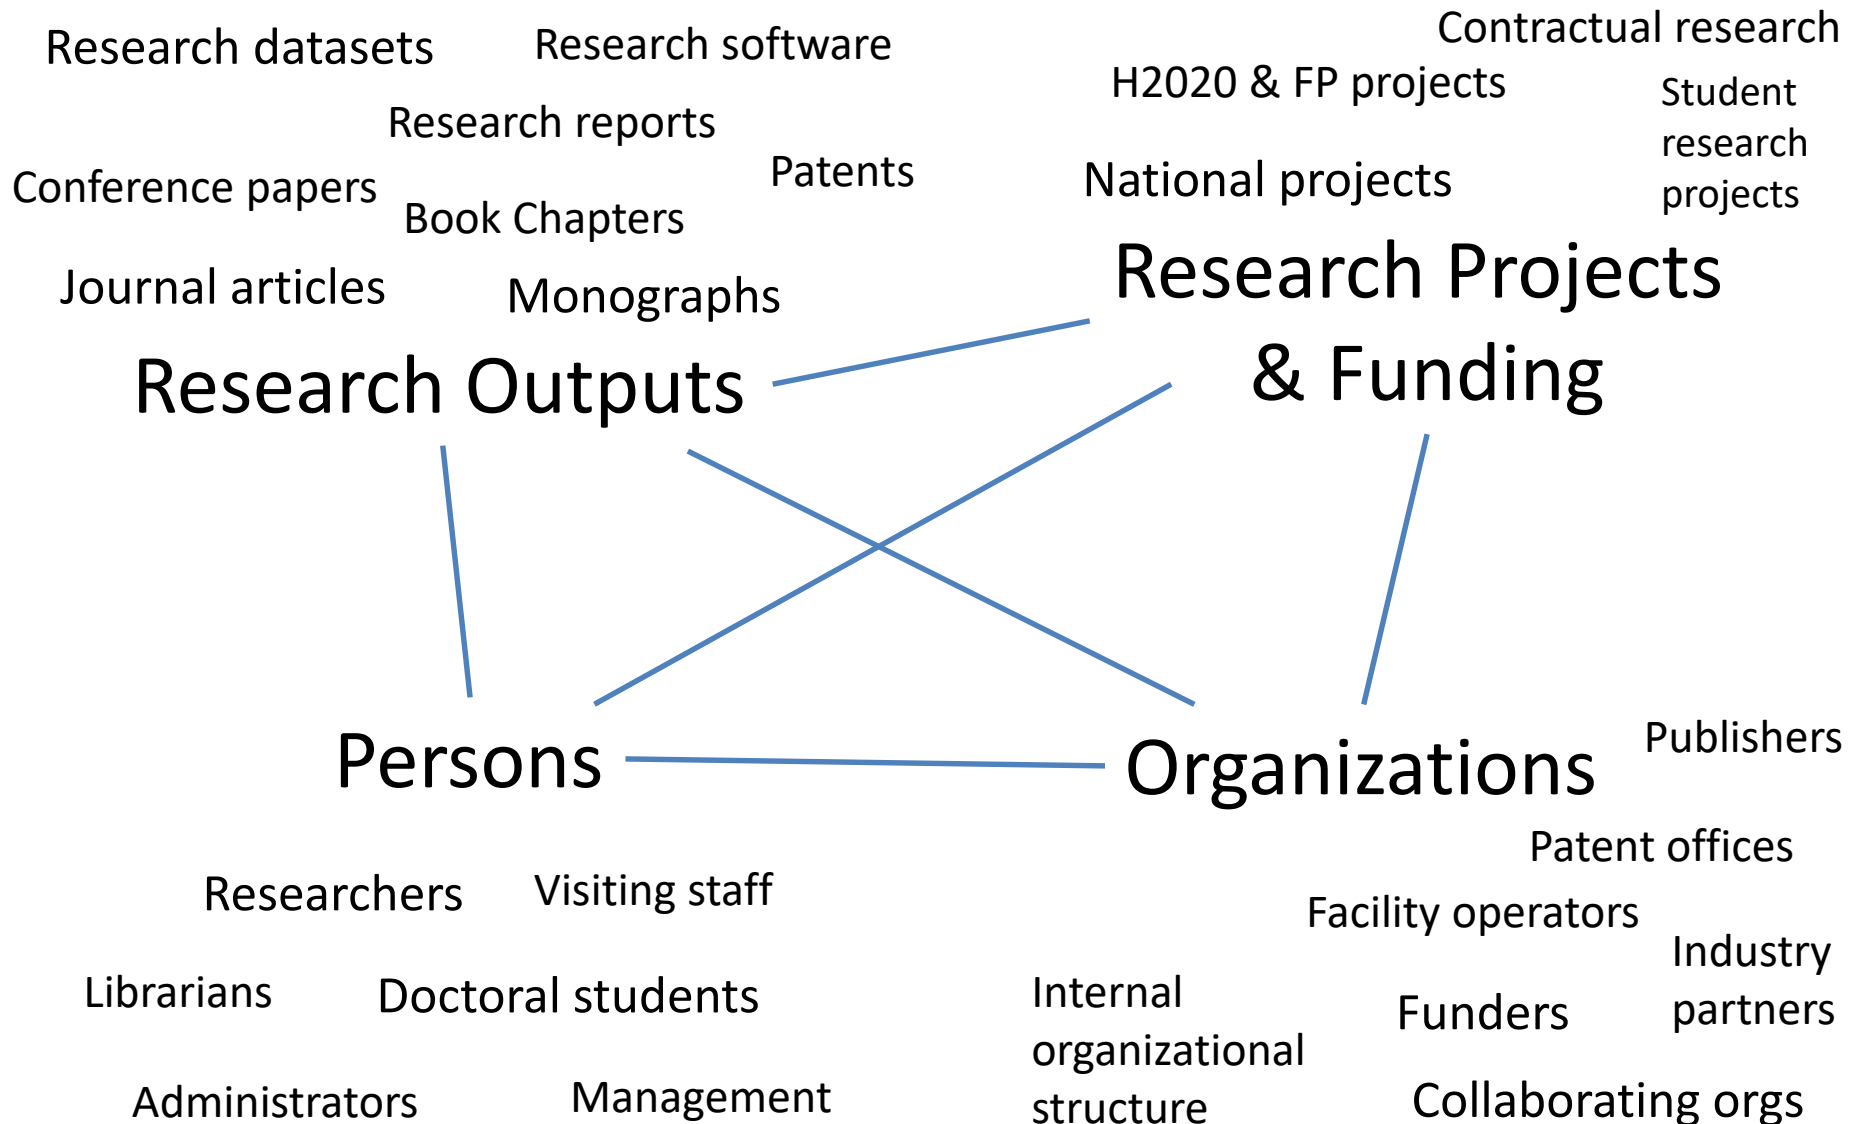 Research datasets
Research software
Research reports
Patents
Conference papers
Book Chapters
Journal articles
Monographs
Research Outputs
Contractual research
H2020 & FP projects
Student
research
projects
National projects
Research Projects
& Funding
Persons
Researchers
Visiting staff
Librarians
Doctoral students
Administrators
Management
Organizations
Publishers
Patent offices
Facility operators
Industry
partners
Internal
organizational
structure
Funders
Collaborating orgs